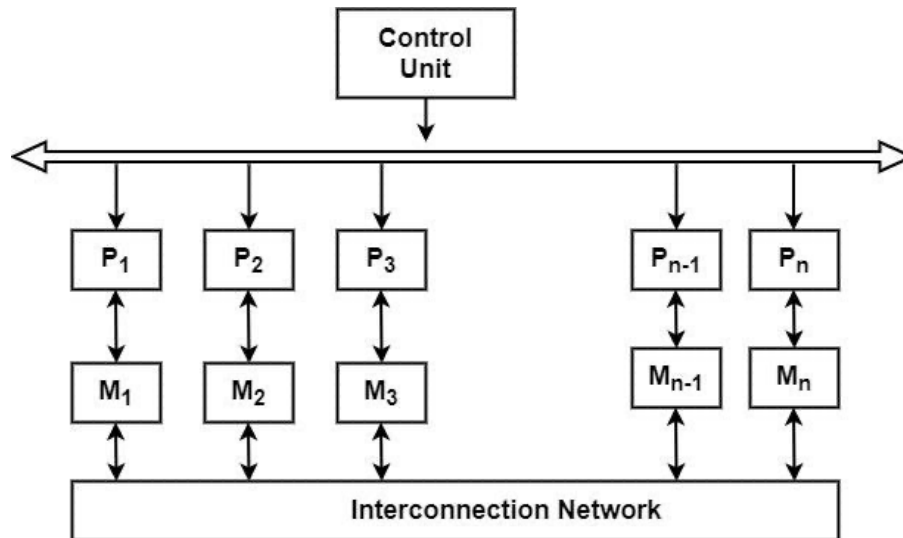 Control
Unit
P₁ P₂ P₃ Pₙ₋₁ Pₙ
M₁ M₂ M₃ Mₙ₋₁ Mₙ
Interconnection Network